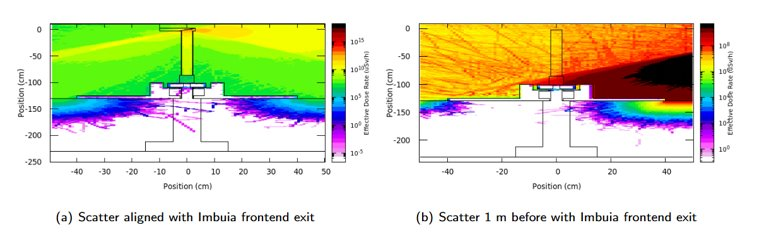 0
-50
-100
-150
-200
-250
-40 -30 -20 -10 0 10 20 30 40 50
Position (cm)
Position (cm)
10^15
10^10
10^5
10^0
10^-5
Effective Dose Rate (uSv/h)
(a) Scatter aligned with Imbuia frontend exit
0
-50
-100
-150
-200
-40 -20 0 20 40
Position (cm)
Position (cm)
10^8
10^6
10^4
10^2
10^0
Effective Dose Rate (uSv/h)
(b) Scatter 1 m before with Imbuia frontend exit